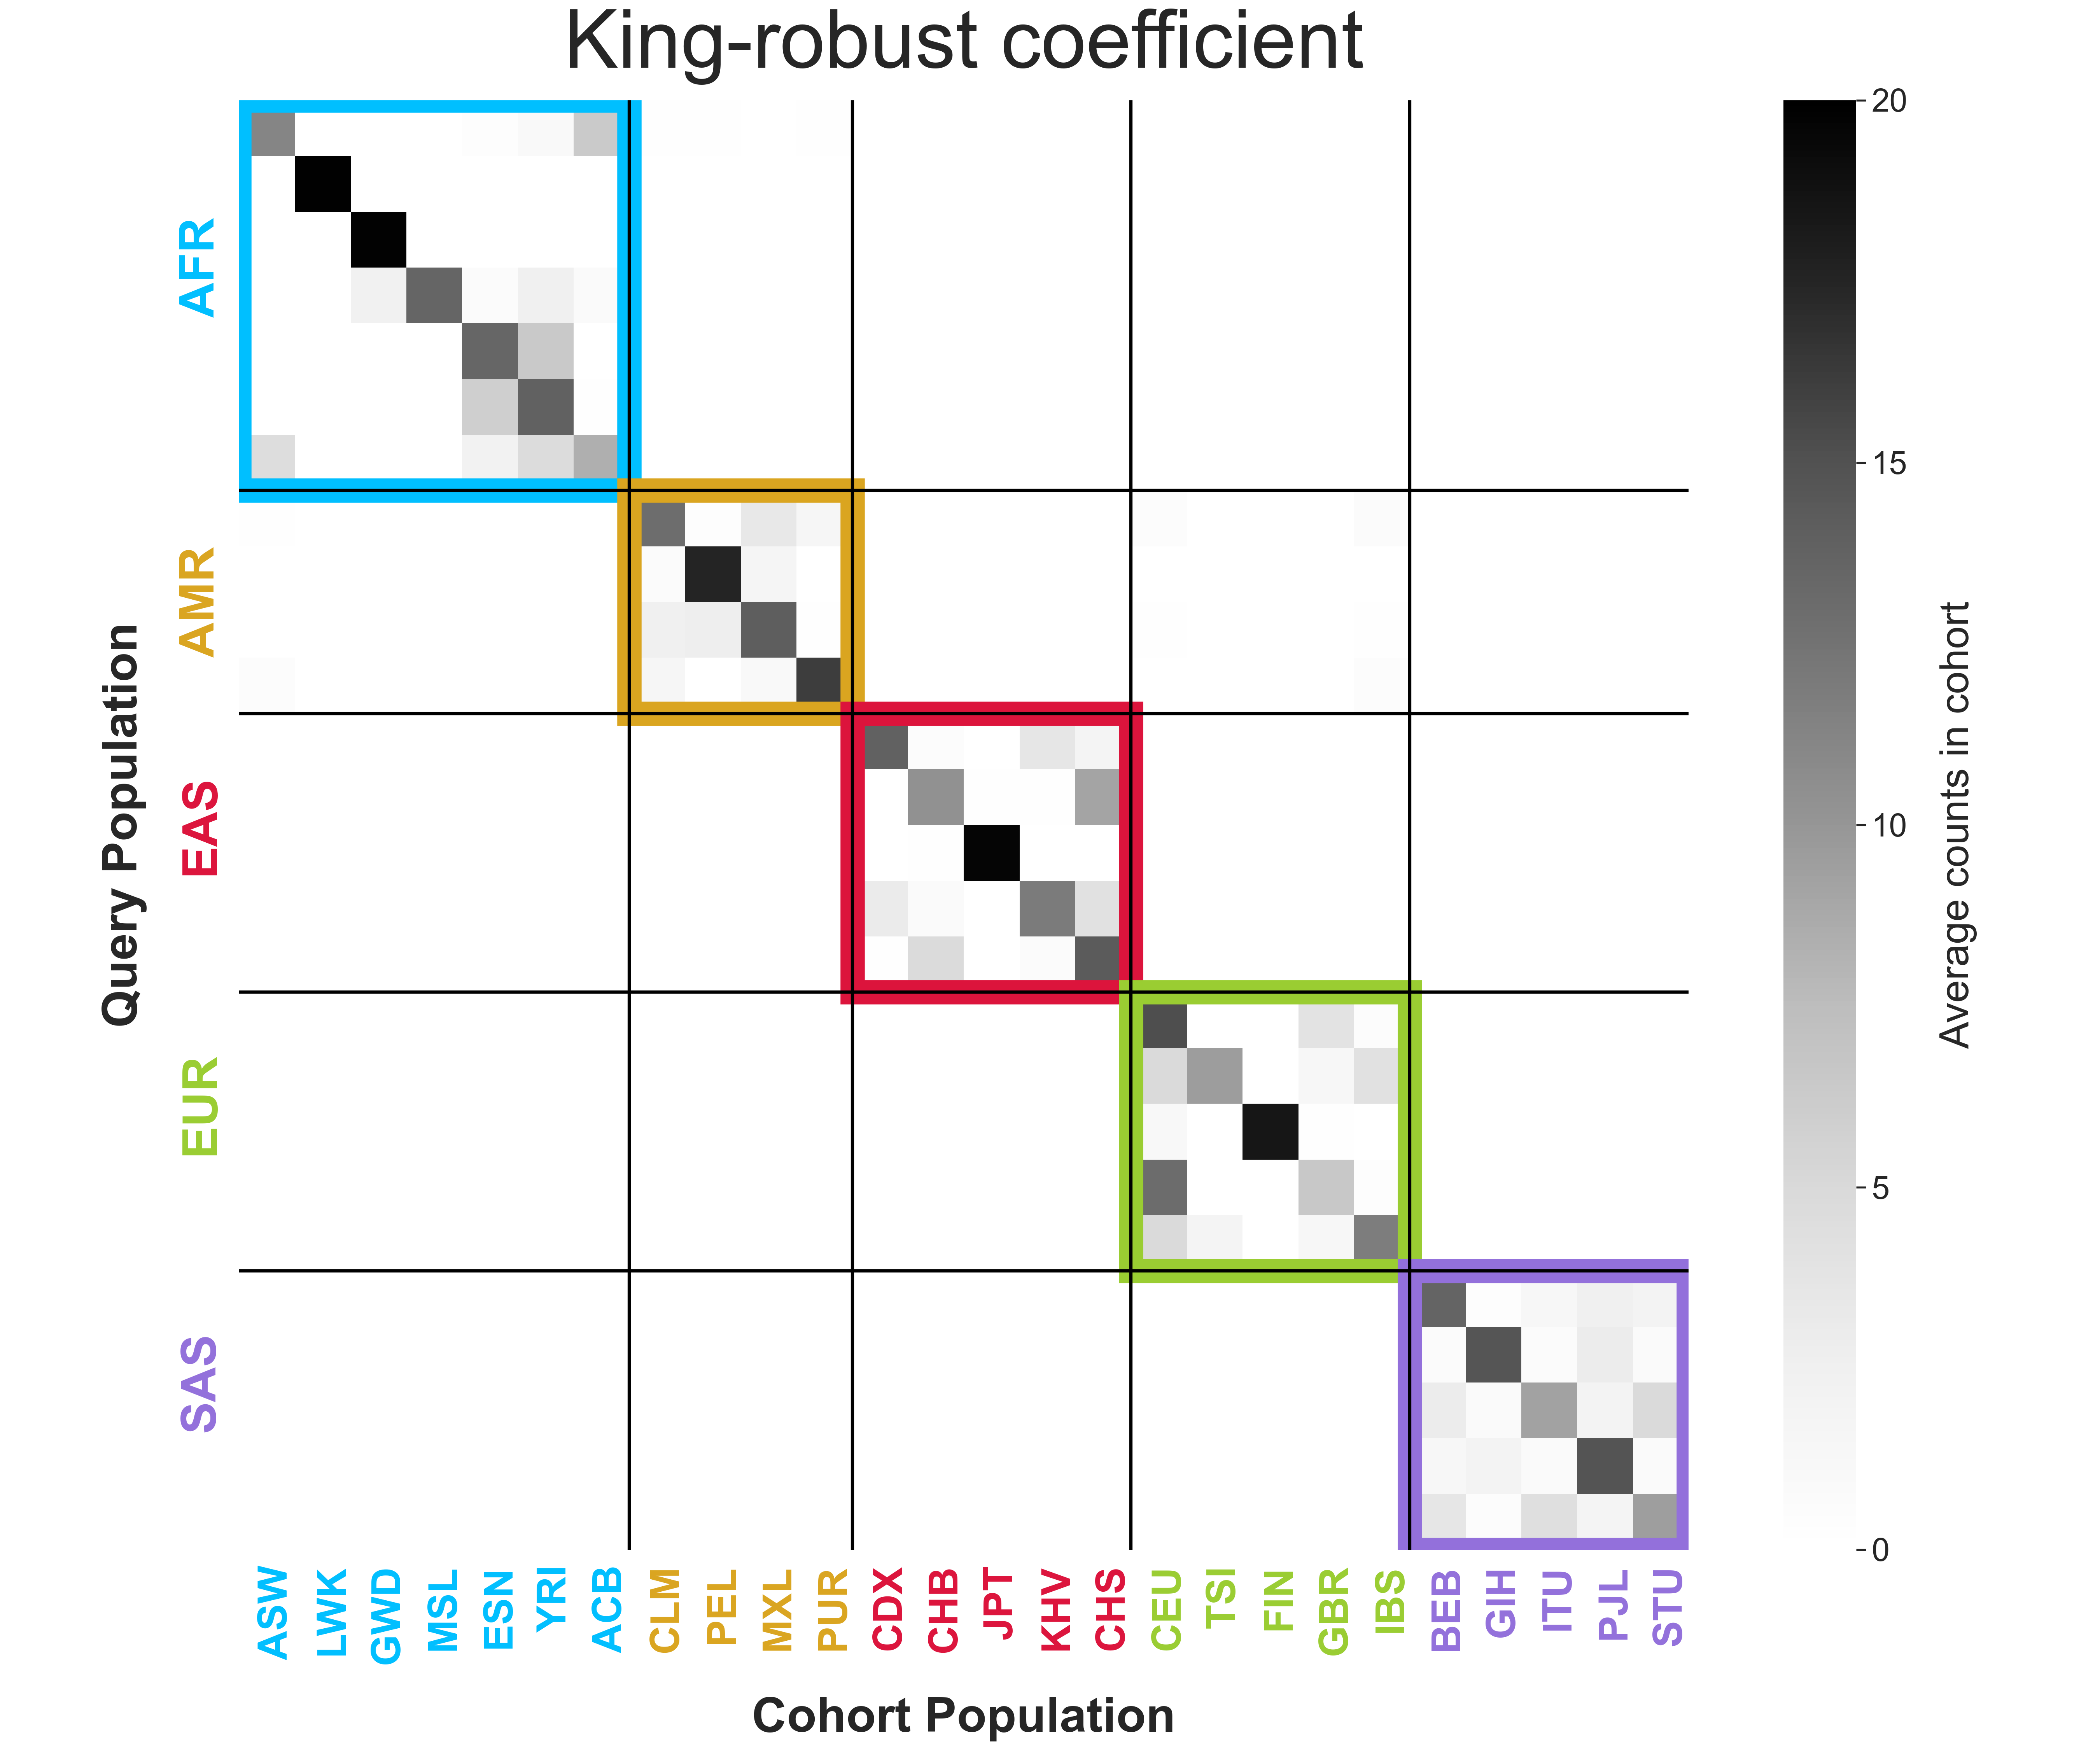 King-robust coefficient
Query Population
AFR
AMR
EAS
EUR
SAS
ASW
LWK
GWD
MSL
ESN
YRI
ACB
CLM
PEL
MXL
PUR
CDX
CHB
JPT
KHV
CHS
CEU
TSI
FIN
GBR
IBS
BEB
GIH
ITU
PJL
STU
Cohort Population
20
15
10
5
0
Average counts in cohort